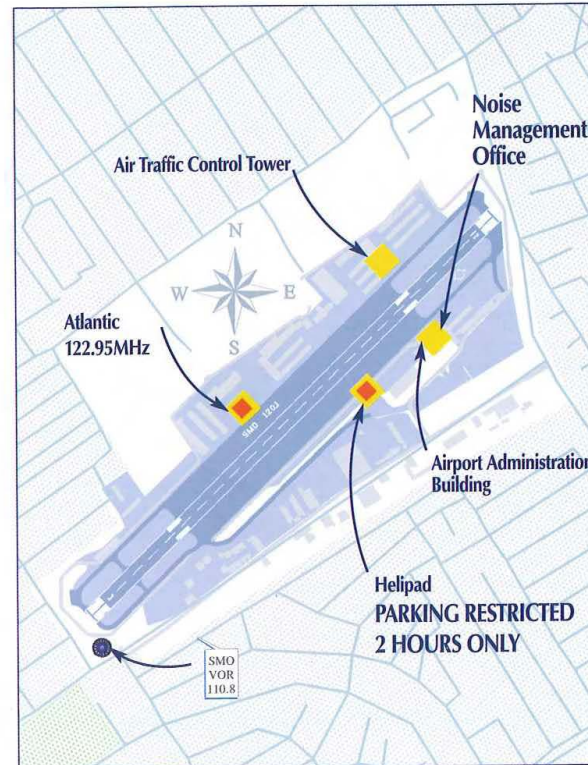 Noise
Management
Office
Air Traffic Control Tower
N
W
E
S
Atlantic
122.95MHz
SMO
Airport Administration
Building
Helipad
PARKING RESTRICTED
2 HOURS ONLY
SMO
VOR
110.8